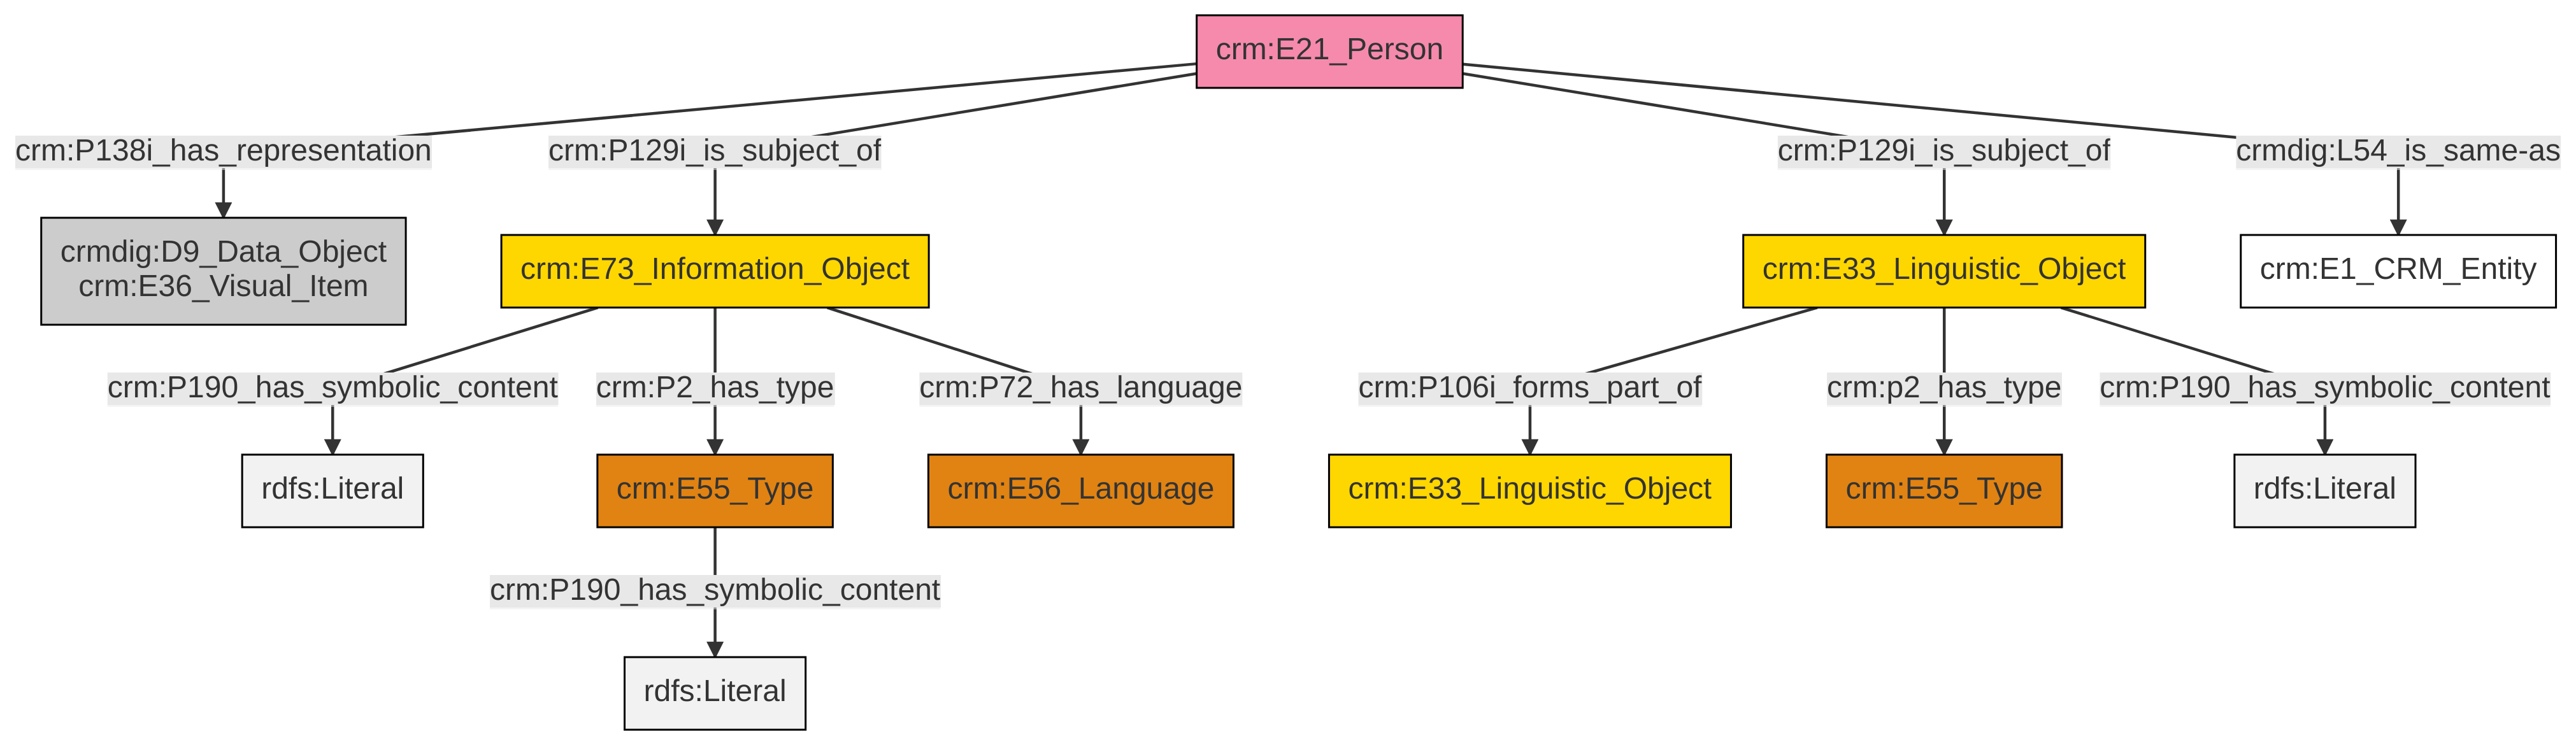 crm:E21_Person
crm:P138i_has_representation
crm:P129i_is_subject_of
crm:P129i_is_subject_of
crmdig:L54_is_same-as
crmdig:D9_Data_Object
crm:E36_Visual_Item
crm:E73_Information_Object
crm:E33_Linguistic_Object
crm:E1_CRM_Entity
crm:P190_has_symbolic_content
crm:P2_has_type
crm:P72_has_language
crm:P106i_forms_part_of
crm:p2_has_type
crm:P190_has_symbolic_content
rdfs:Literal
crm:E55_Type
crm:E56_Language
crm:E33_Linguistic_Object
crm:E55_Type
rdfs:Literal
crm:P190_has_symbolic_content
rdfs:Literal